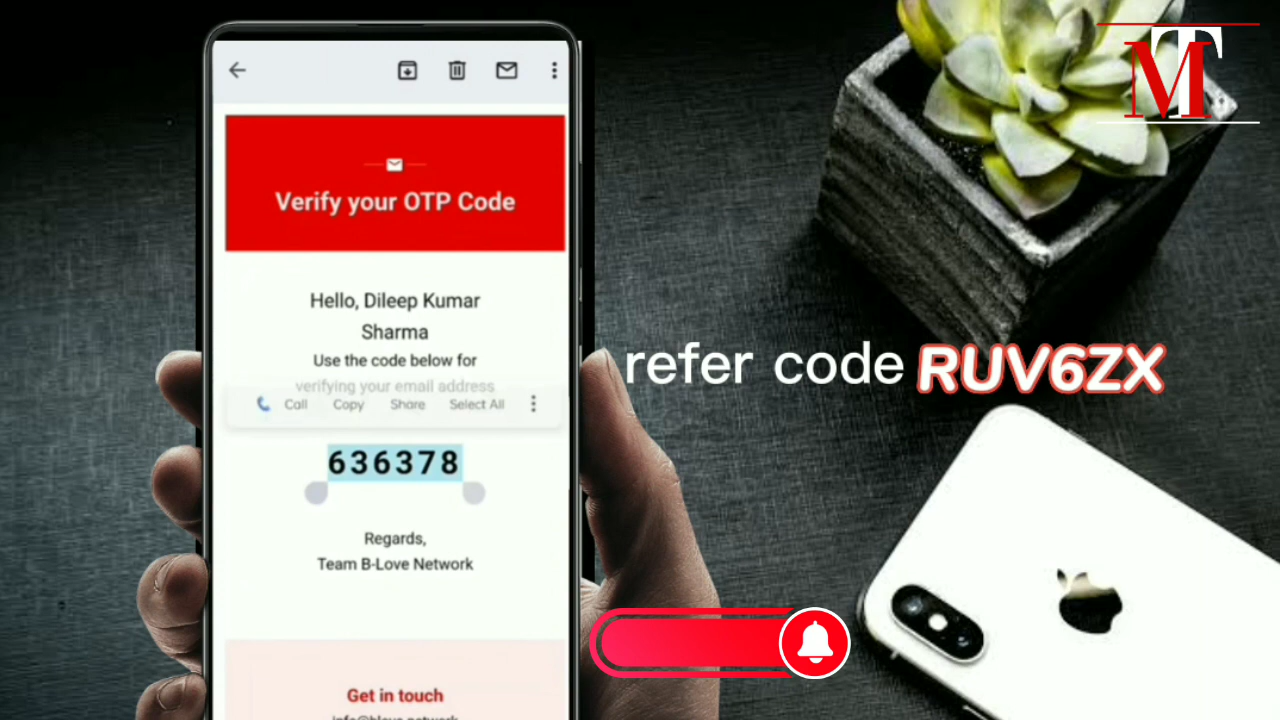 MT
Verify your OTP Code
Hello, Dileep Kumar
Sharma
Use the code below for
verifying your email address
Call Copy Share Select All
636378
refer code RUV6ZX
Regards,
Team B-Love Network
Get in touch